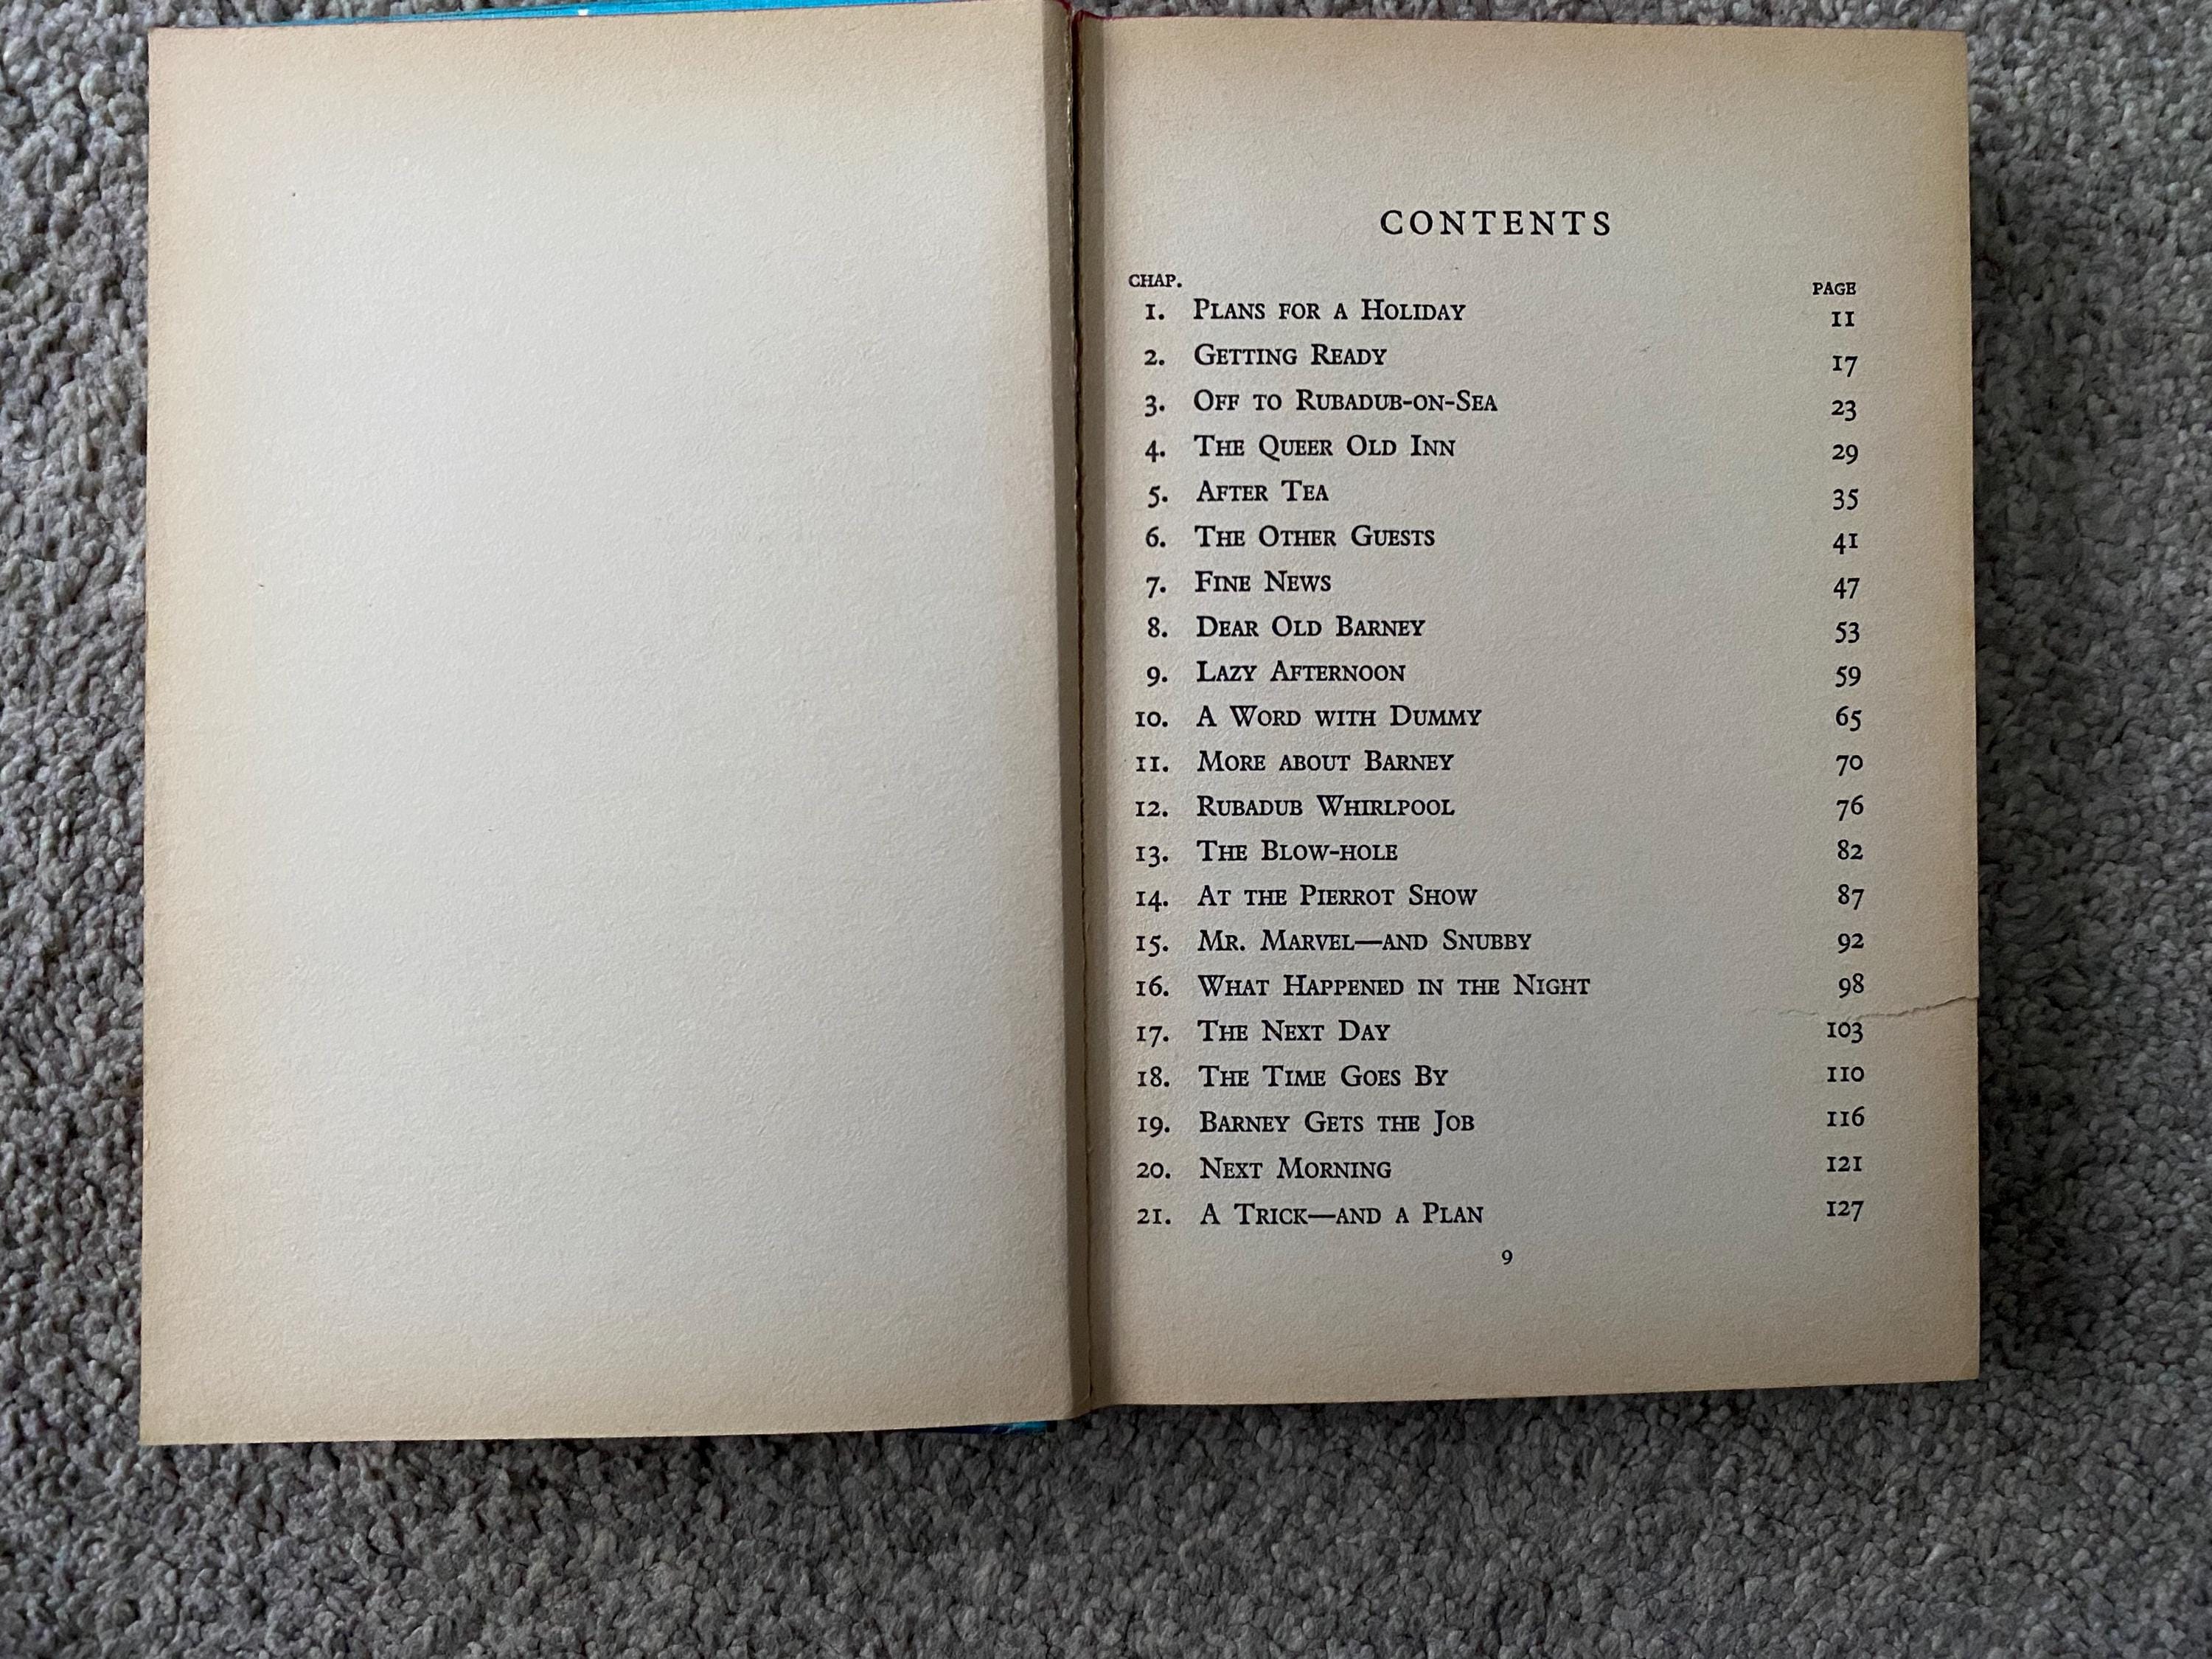 CONTENTS
CHAP. PAGE
1. PLANS FOR A HOLIDAY 11
2. GETTING READY 17
3. OFF TO RUBADUB-ON-SEA 23
4. THE QUEER OLD INN 29
5. AFTER TEA 35
6. THE OTHER GUESTS 41
7. FINE NEWS 47
8. DEAR OLD BARNEY 53
9. LAZY AFTERNOON 59
10. A WORD WITH DUMMY 65
11. MORE ABOUT BARNEY 70
12. RUBADUB WHIRLPOOL 76
13. THE BLOW-HOLE 82
14. AT THE PIERROT SHOW 87
15. MR. MARVEL—AND SNUBBY 92
16. WHAT HAPPENED IN THE NIGHT 98
17. THE NEXT DAY 103
18. THE TIME GOES BY 110
19. BARNEY GETS THE JOB 116
20. NEXT MORNING 121
21. A TRICK—AND A PLAN 127
9